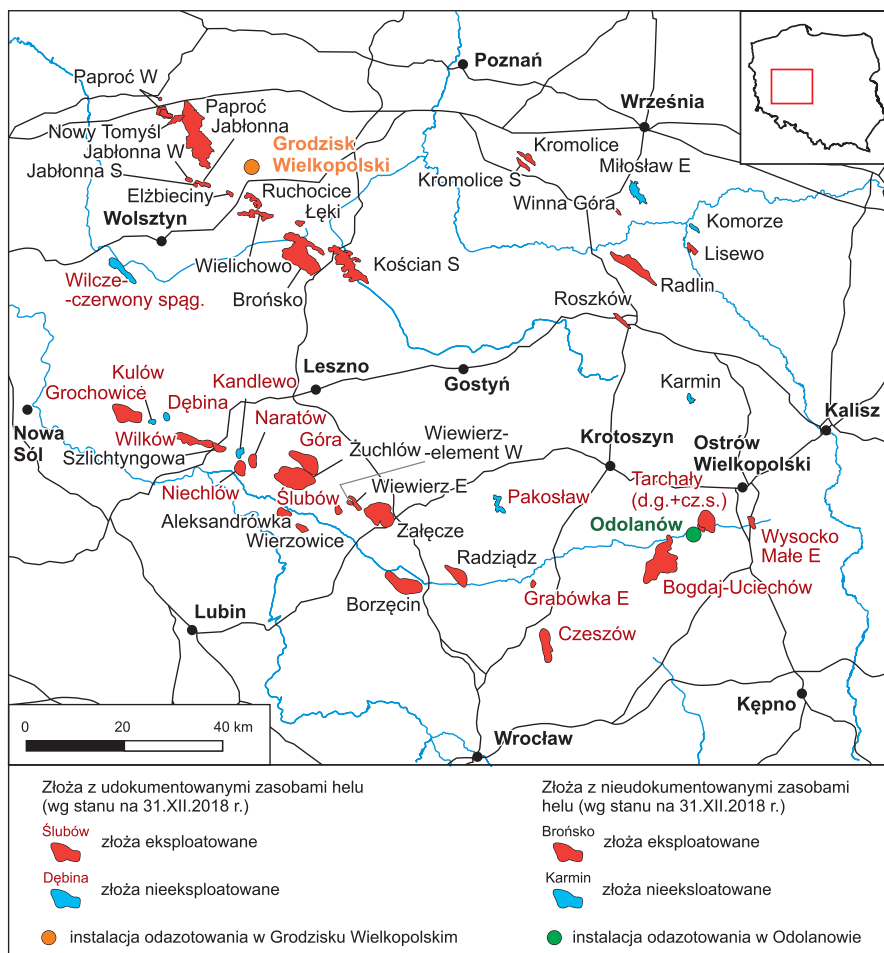 Poznań
Paproć W
Paproć
Nowy Tomyśl
Jabłonna
Jabłonna W
Jabłonna S
Grodzisk
Wielkopolski
Września
Kromolice
Kromolice S
Miłosław E
Winna Góra
Elżbieciny
Ruchocice
Łęki
Wolsztyn
Komorze
Lisewo
Wielichowo
Kościan S
Wilcze-
-czerwony spąg.
Brońsko
Radlin
Roszków
Kulów
Grochowice
Dębina
Kandlewo
Leszno
Gostyń
Karmin
Kalisz
Nowa
Sól
Wilków
Szlichtyngowa
Naratów
Góra
Żuchlów
Wiewierz-
-element W
Krotoszyn
Ostrów
Wielkopolski
Niechlów
Ślubów
Wiewierz-E
Pakosław
Tarchały
(d.g.+cz.s.)
Aleksandrówka
Wierzowice
Załęcze
Odolanów
Wysocko
Małe E
Radziądz
Borzęcin
Grabówka E
Bogdaj-Uciechów
Lubin
Czeszów
Kępno
Wrocław
0 20 40 km
Złoża z udokumentowanymi zasobami helu
(wg stanu na 31.XII.2018 r.)
Ślubów
złoża eksploatowane
Dębina
złoża nieeksploatowane
instalacja odazotowania w Grodzisku Wielkopolskim
Złoża z nieudokumentowanymi zasobami
helu (wg stanu na 31.XII.2018 r.)
Brońsko
złoża eksploatowane
Karmin
złoża nieeksloatowane
instalacja odazotowania w Odolanowie